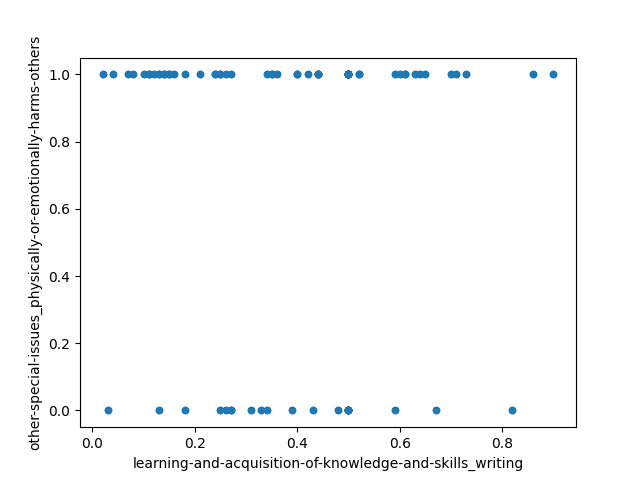 other-special-issues_physically-or-emotionally-harms-others
1.0
0.8
0.6
0.4
0.2
0.0
0.0 0.2 0.4 0.6 0.8
learning-and-acquisition-of-knowledge-and-skills_writing